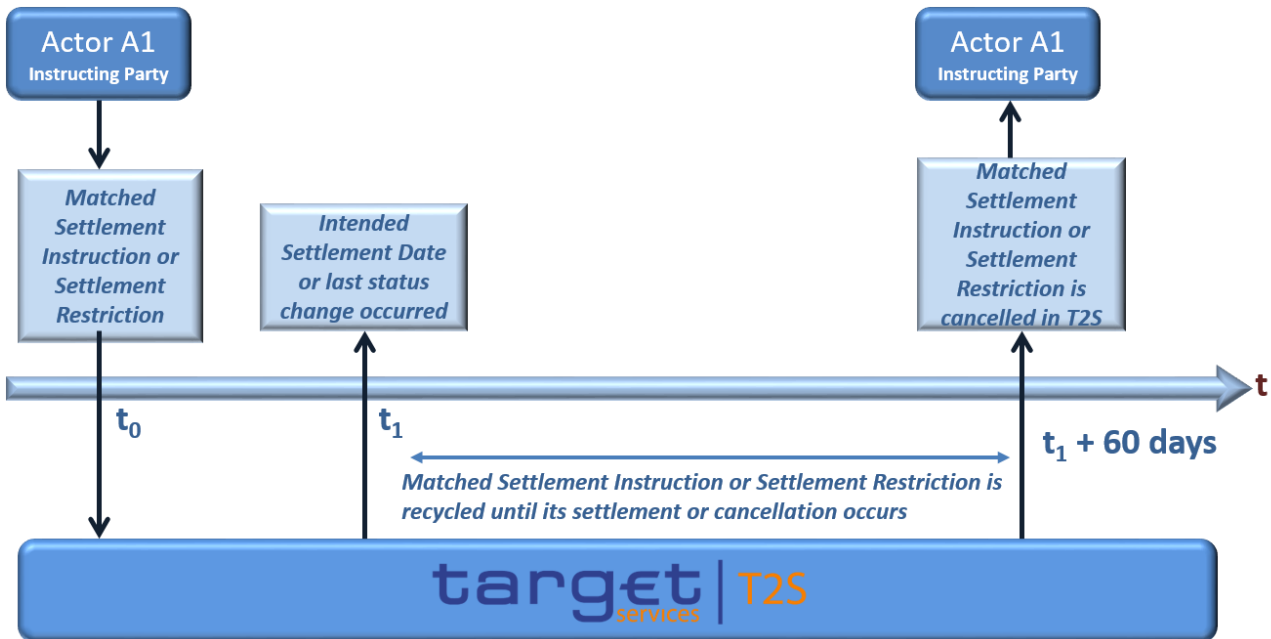 Actor A1
Instructing Party
Actor A1
Instructing Party
Matched
Settlement
Instruction or
Settlement
Restriction
Intended
Settlement Date
or last status
change occurred
Matched
Settlement
Instruction or
Settlement
Restriction is
cancelled in T2S
t
t0
t1
t1 + 60 days
Matched Settlement Instruction or Settlement Restriction is
recycled until its settlement or cancellation occurs
target | T2S
services